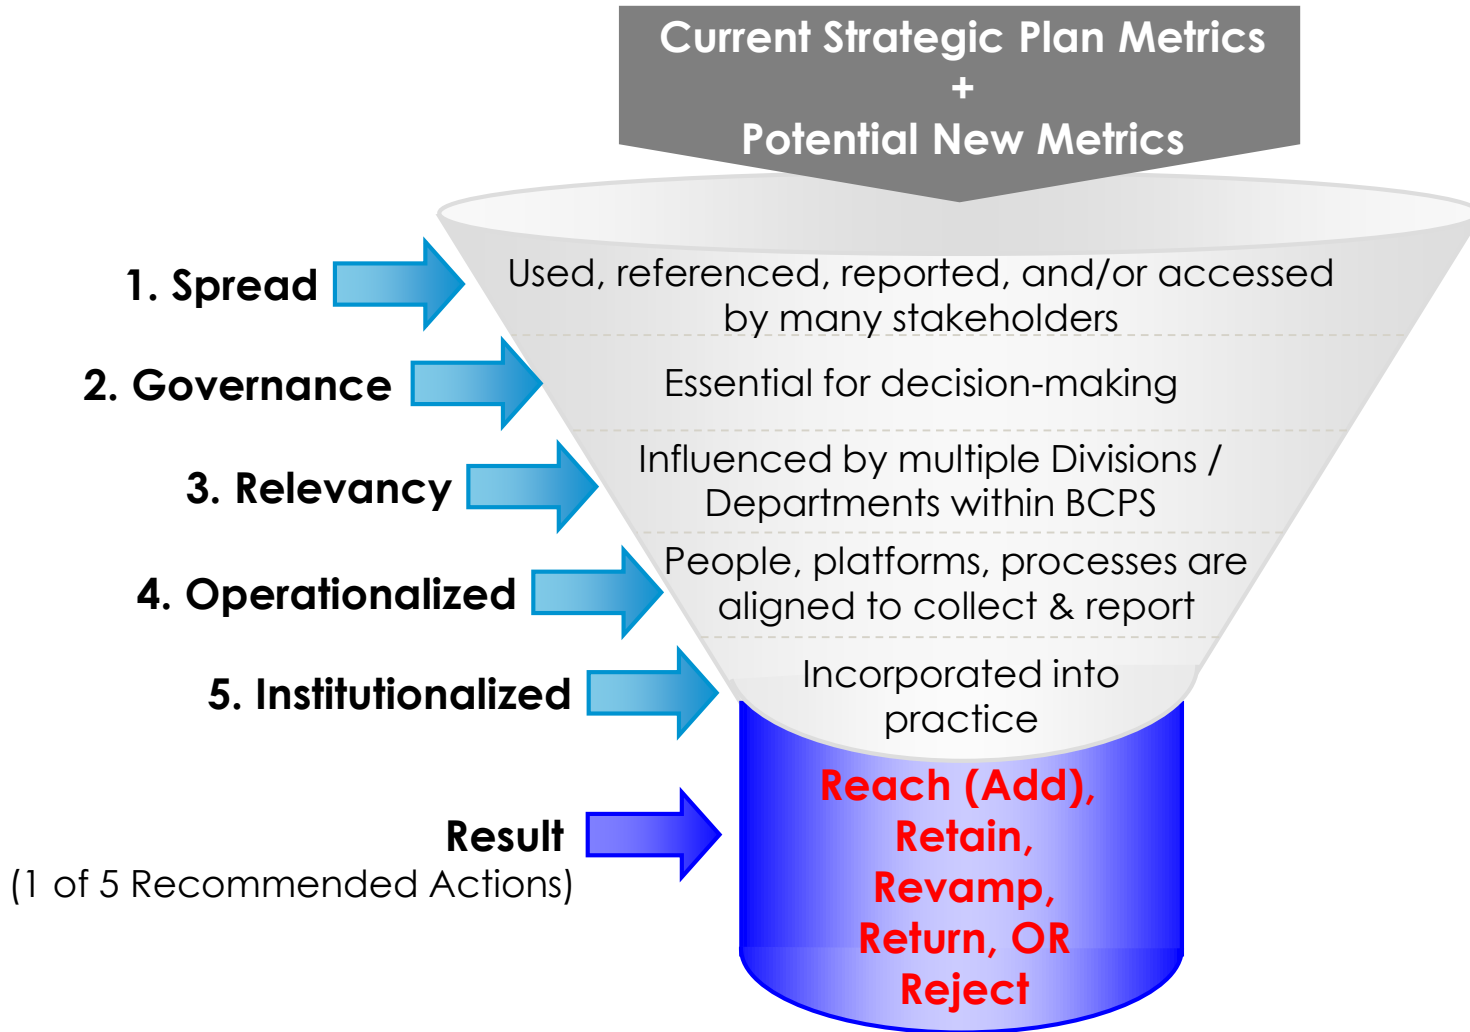 Current Strategic Plan Metrics
+
Potential New Metrics
1. Spread
Used, referenced, reported, and/or accessed
by many stakeholders
2. Governance
Essential for decision-making
3. Relevancy
Influenced by multiple Divisions /
Departments within BCPS
4. Operationalized
People, platforms, processes are
aligned to collect & report
5. Institutionalized
Incorporated into
practice
Result
(1 of 5 Recommended Actions)
Reach (Add),
Retain,
Revamp,
Return, OR
Reject